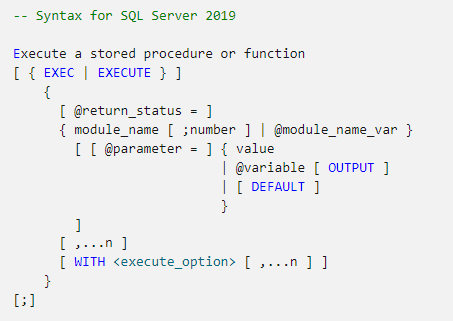 -- Syntax for SQL Server 2019

Execute a stored procedure or function
[ { EXEC | EXECUTE } ]
    {
      [ @return_status = ]
      { module_name [ ;number ] | @module_name_var }
        [ [ @parameter = ] { value
                           | @variable [ OUTPUT ]
                           | [ DEFAULT ]
                           }
        ]
      [ ,...n ]
      [ WITH <execute_option> [ ,...n ] ]
    }
[;]